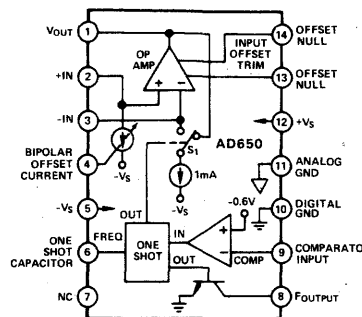 VOUT 1
OP AMP
INPUT OFFSET TRIM
14 OFFSET NULL
+IN 2
+ −
13 OFFSET NULL
-IN 3
S1
AD650
12 +VS
BIPOLAR OFFSET CURRENT 4
-VS
1mA
-VS
11 ANALOG GND
-VS 5
-0.6V
10 DIGITAL GND
OUT
ONE SHOT CAPACITOR 6
FREQ
ONE SHOT
IN
OUT
+
−
COMP
9 COMPARATO INPUT
NC 7
8 FOUTPUT